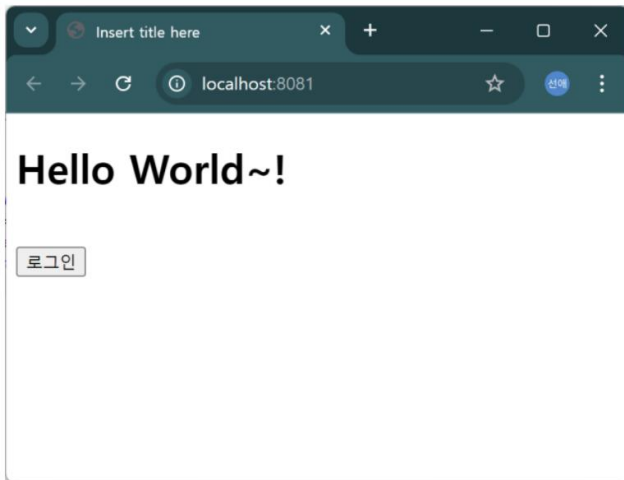 Insert title here
localhost:8081
선애
Hello World~!
로그인